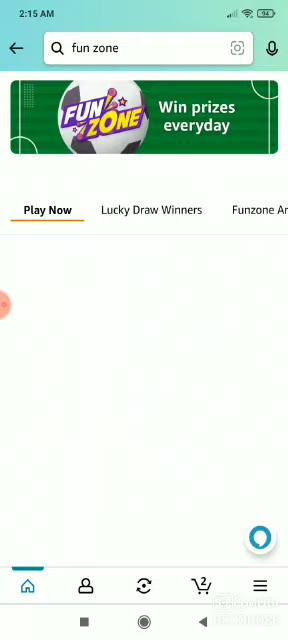 2:15 AM
94
fun zone
FUN
ZONE
Win prizes
everyday
Play Now
Lucky Draw Winners
Funzone Ar
2
RECORDER